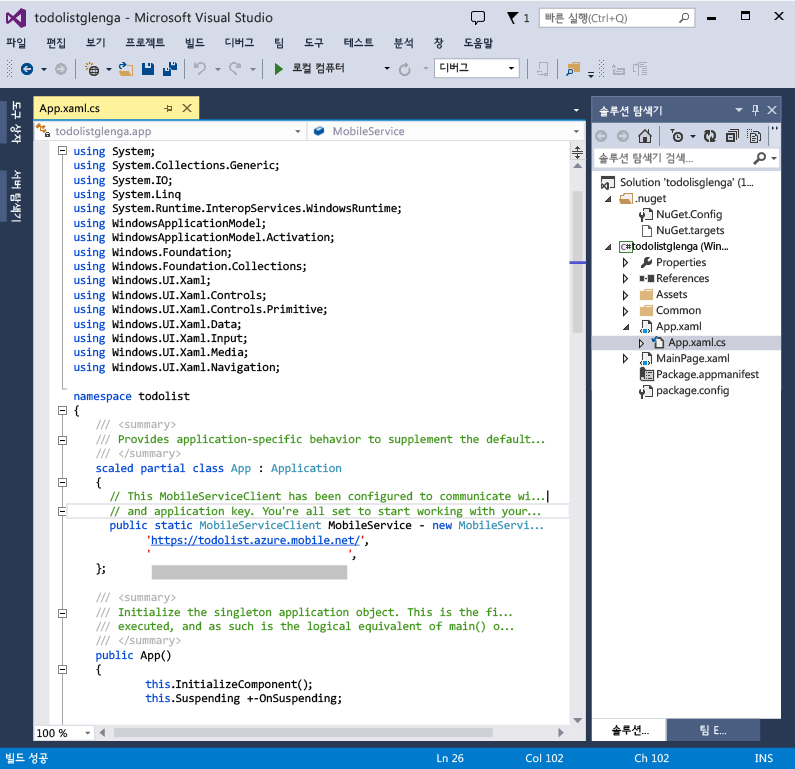 todolistglenga - Microsoft Visual Studio
1
빠른 실행(Ctrl+Q)
파일 편집 보기 프로젝트 빌드 디버그 팀 도구 테스트 분석 창 도움말
로컬 컴퓨터
디버그
도구 상자
서버 탐색기
App.xaml.cs
todolistglenga.app
MobileService
using System;
using System.Collections.Generic;
using System.IO;
using System.Linq
using System.Runtime.InteropServices.WindowsRuntime;
using WindowsApplicationModel;
using WindowsApplicationModel.Activation;
using Windows.Foundation;
using Windows.Foundation.Collections;
using Windows.UI.Xaml;
using Windows.UI.Xaml.Controls;
using Windows.UI.Xaml.Controls.Primitive;
using Windows.UI.Xaml.Data;
using Windows.UI.Xaml.Input;
using Windows.UI.Xaml.Media;
using Windows.UI.Xaml.Navigation;
namespace todolist
{
/// <summary>
/// Provides application-specific behavior to supplement the default...
/// </summary>
scaled partial class App : Application
{
// This MobileServiceClient has been configured to communicate wi...
// and application key. You're all set to start working with your...
public static MobileServiceClient MobileService - new MobileServi...
'https://todolist.azure.mobile.net/',
' ',
};
/// <summary>
/// Initialize the singleton application object. This is the fi...
/// executed, and as such is the logical equivalent of main() o...
/// </summary>
public App()
{
this.InitializeComponent();
this.Suspending +-OnSuspending;
100 %
솔루션 탐색기
솔루션 탐색기 검색...
Solution 'todolisglenga' (1...
.nuget
NuGet.Config
NuGet.targets
C# todolistglenga (Win...
Properties
References
Assets
Common
App.xaml
App.xaml.cs
MainPage.xaml
Package.appmanifest
package.config
솔루션...
팀 E...
빌드 성공
Ln 26
Col 102
Ch 102
INS